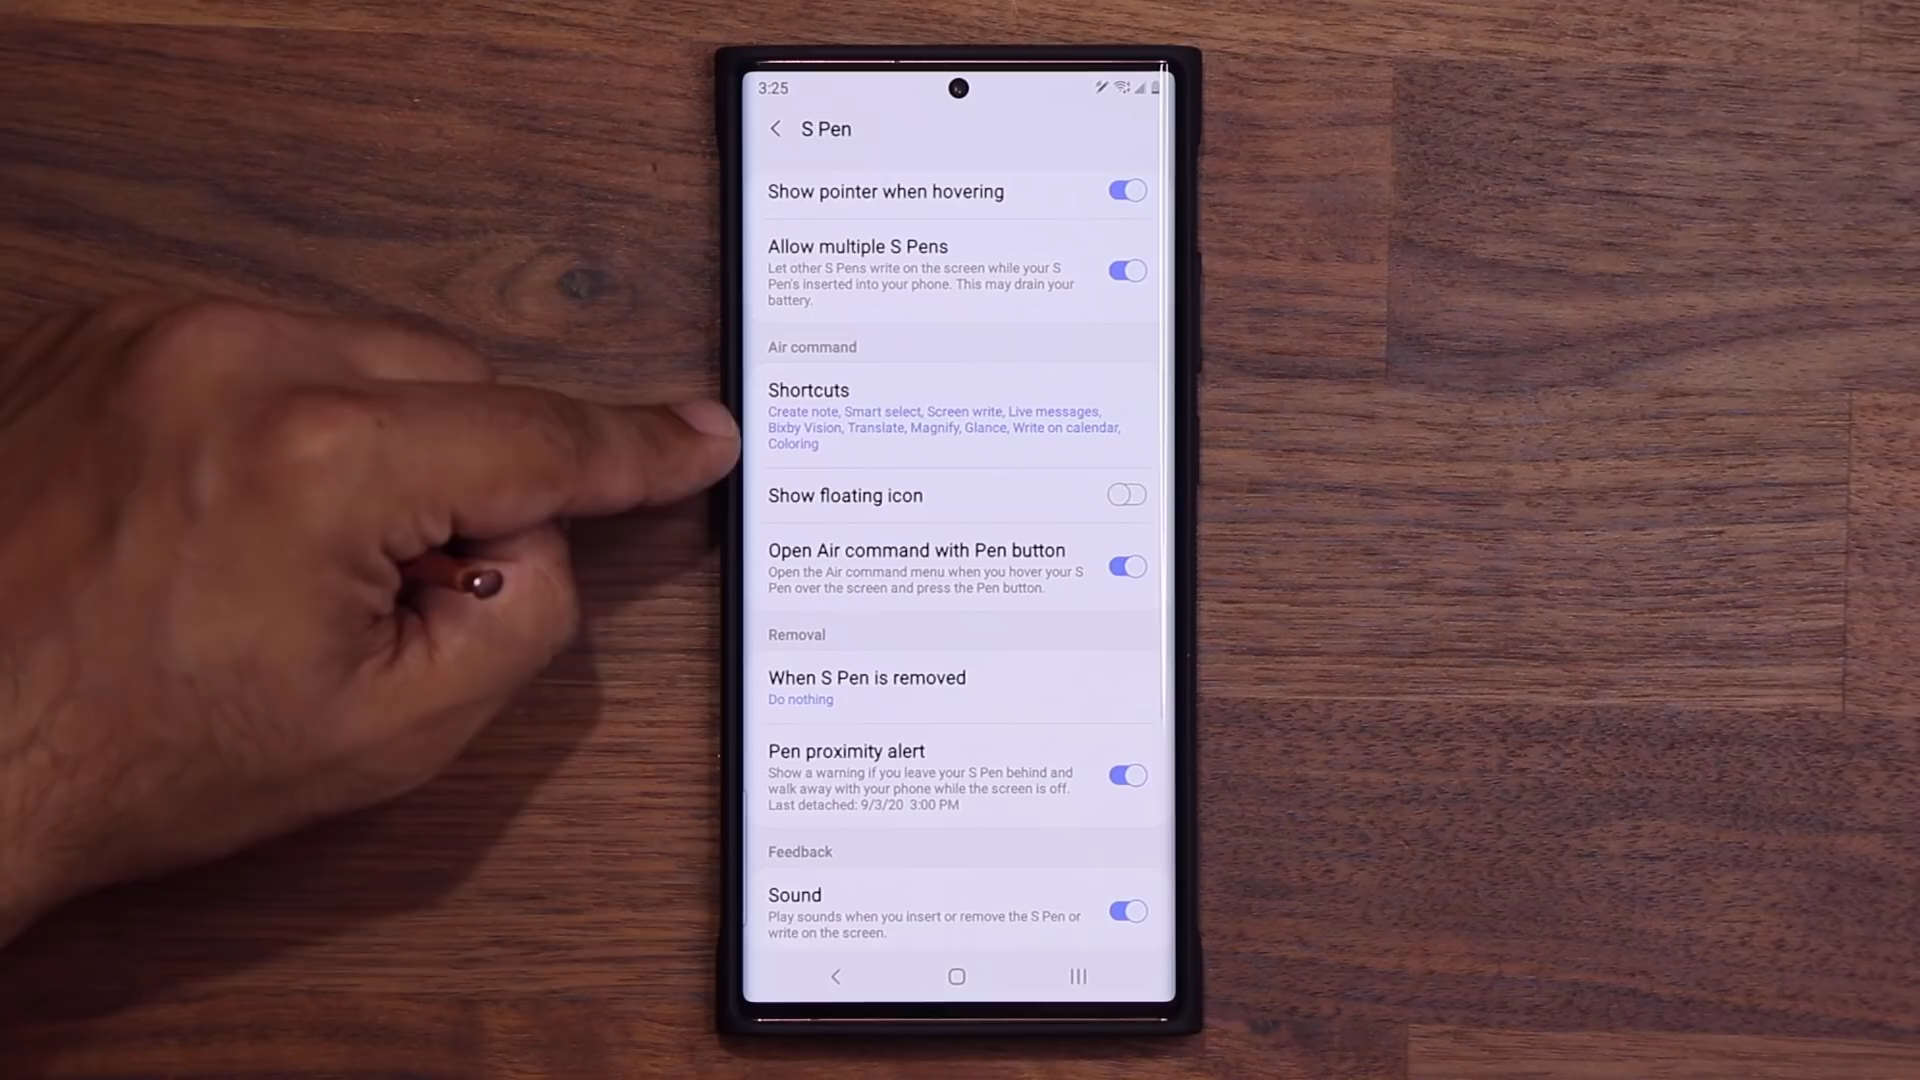 3:25
S Pen
Show pointer when hovering
Allow multiple S Pens
Let other S Pens write on the screen while your S
Pen's inserted into your phone. This may drain your
battery.
Air command
Shortcuts
Create note, Smart select, Screen write, Live messages,
Bixby Vision, Translate, Magnify, Glance, Write on calendar,
Coloring
Show floating icon
Open Air command with Pen button
Open the Air command menu when you hover your S
Pen over the screen and press the Pen button.
Removal
When S Pen is removed
Do nothing
Pen proximity alert
Show a warning if you leave your S Pen behind and
walk away with your phone while the screen is off.
Last detached: 9/3/20 3:00 PM
Feedback
Sound
Play sounds when you insert or remove the S Pen or
write on the screen.